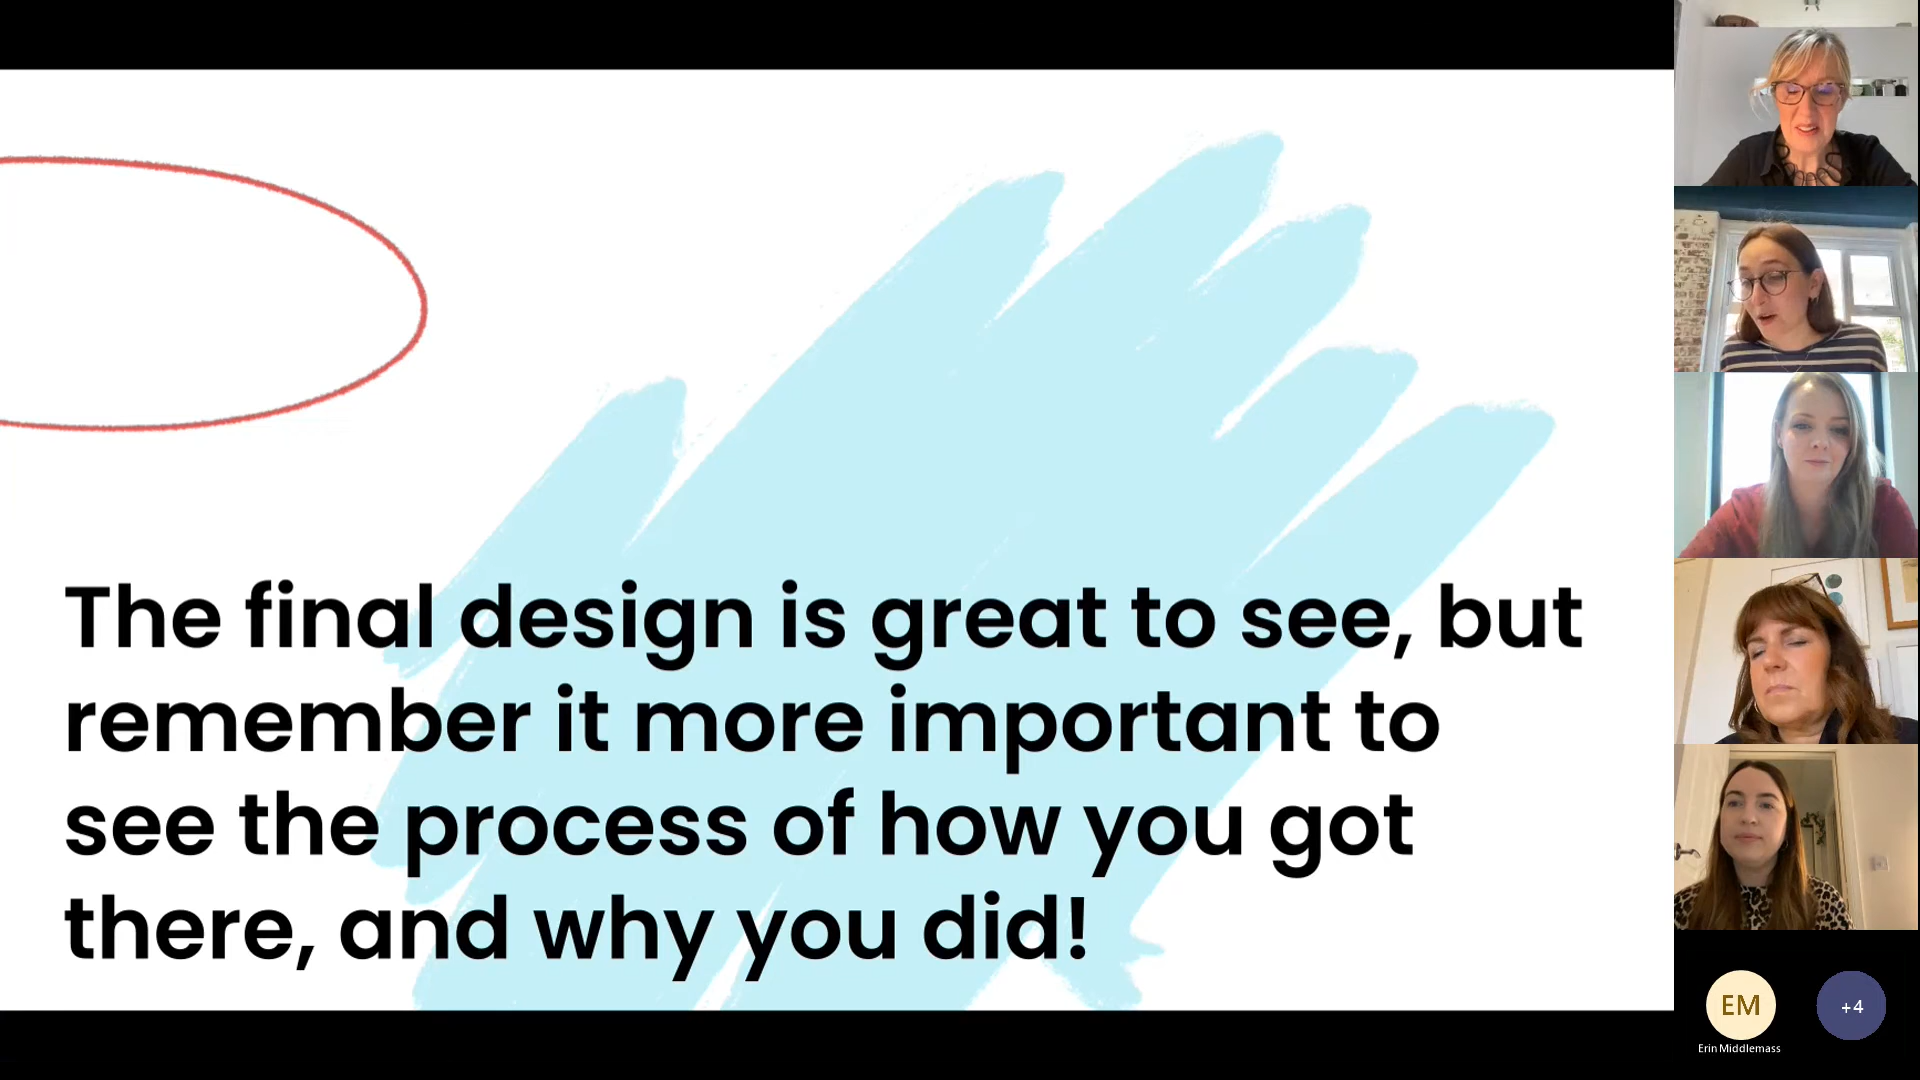 The final design is great to see, but
remember it more important to
see the process of how you got
there, and why you did!
EM
+4
Erin Middlemass